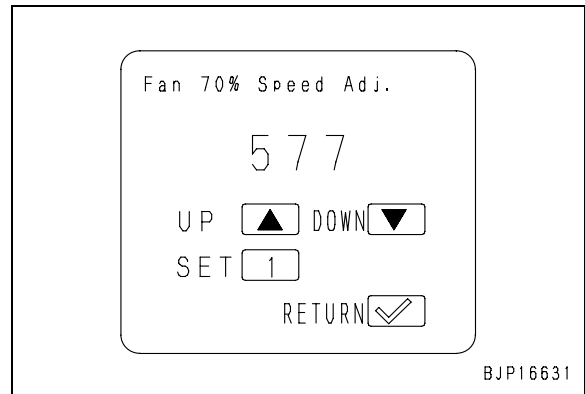 Fan 70% Speed Adj.
577
UP ▲ DOWN ▼
SET 1
RETURN ✓
BJP16631